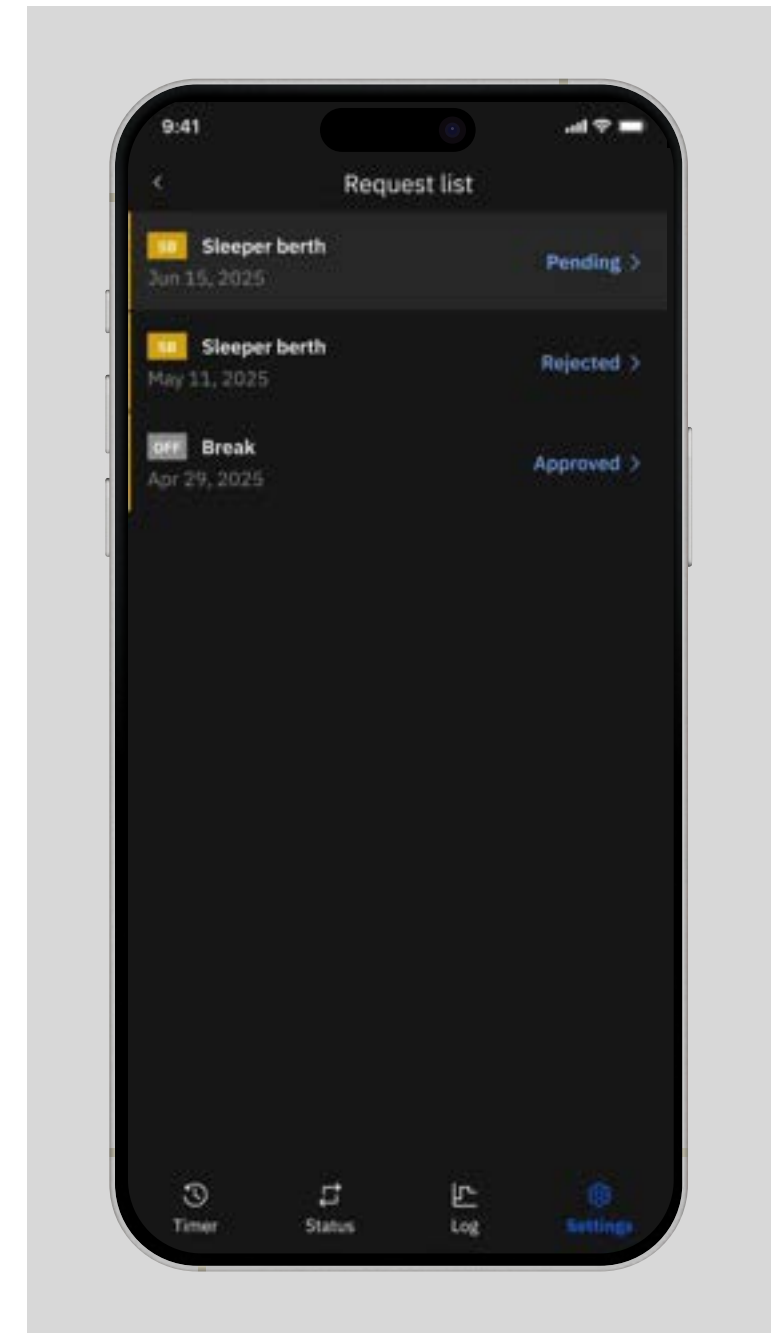 9:41
Request list
SB Sleeper berth
Jun 15, 2025
Pending
SB Sleeper berth
May 11, 2025
Rejected
OFF Break
Apr 29, 2025
Approved
Timer Status Log Settings